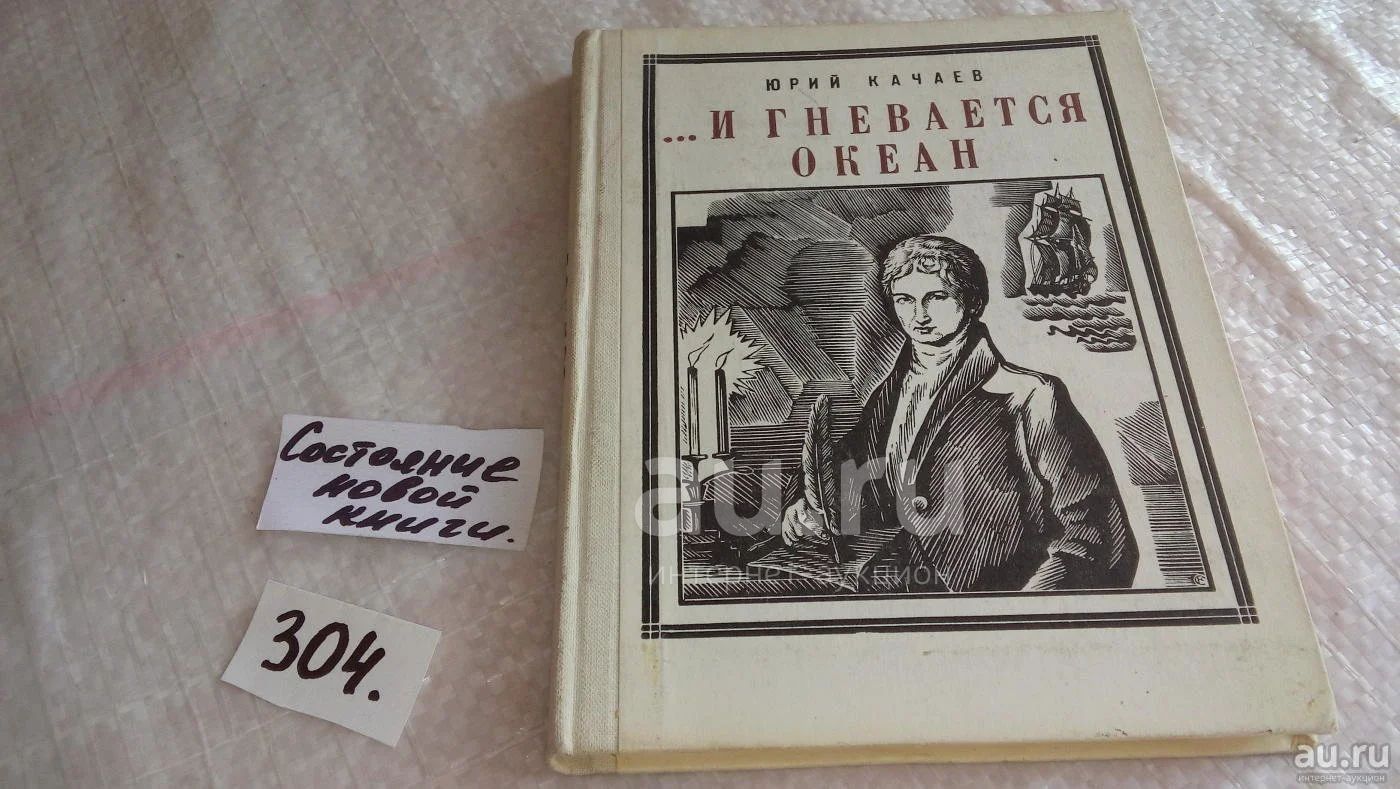 ЮРИЙ КАЧАЕВ
...И ГНЕВАЕТСЯ
ОКЕАН
Состояние
новой
книги.
304.
au.ru
интернет-аукцион
au.ru
интернет-аукцион